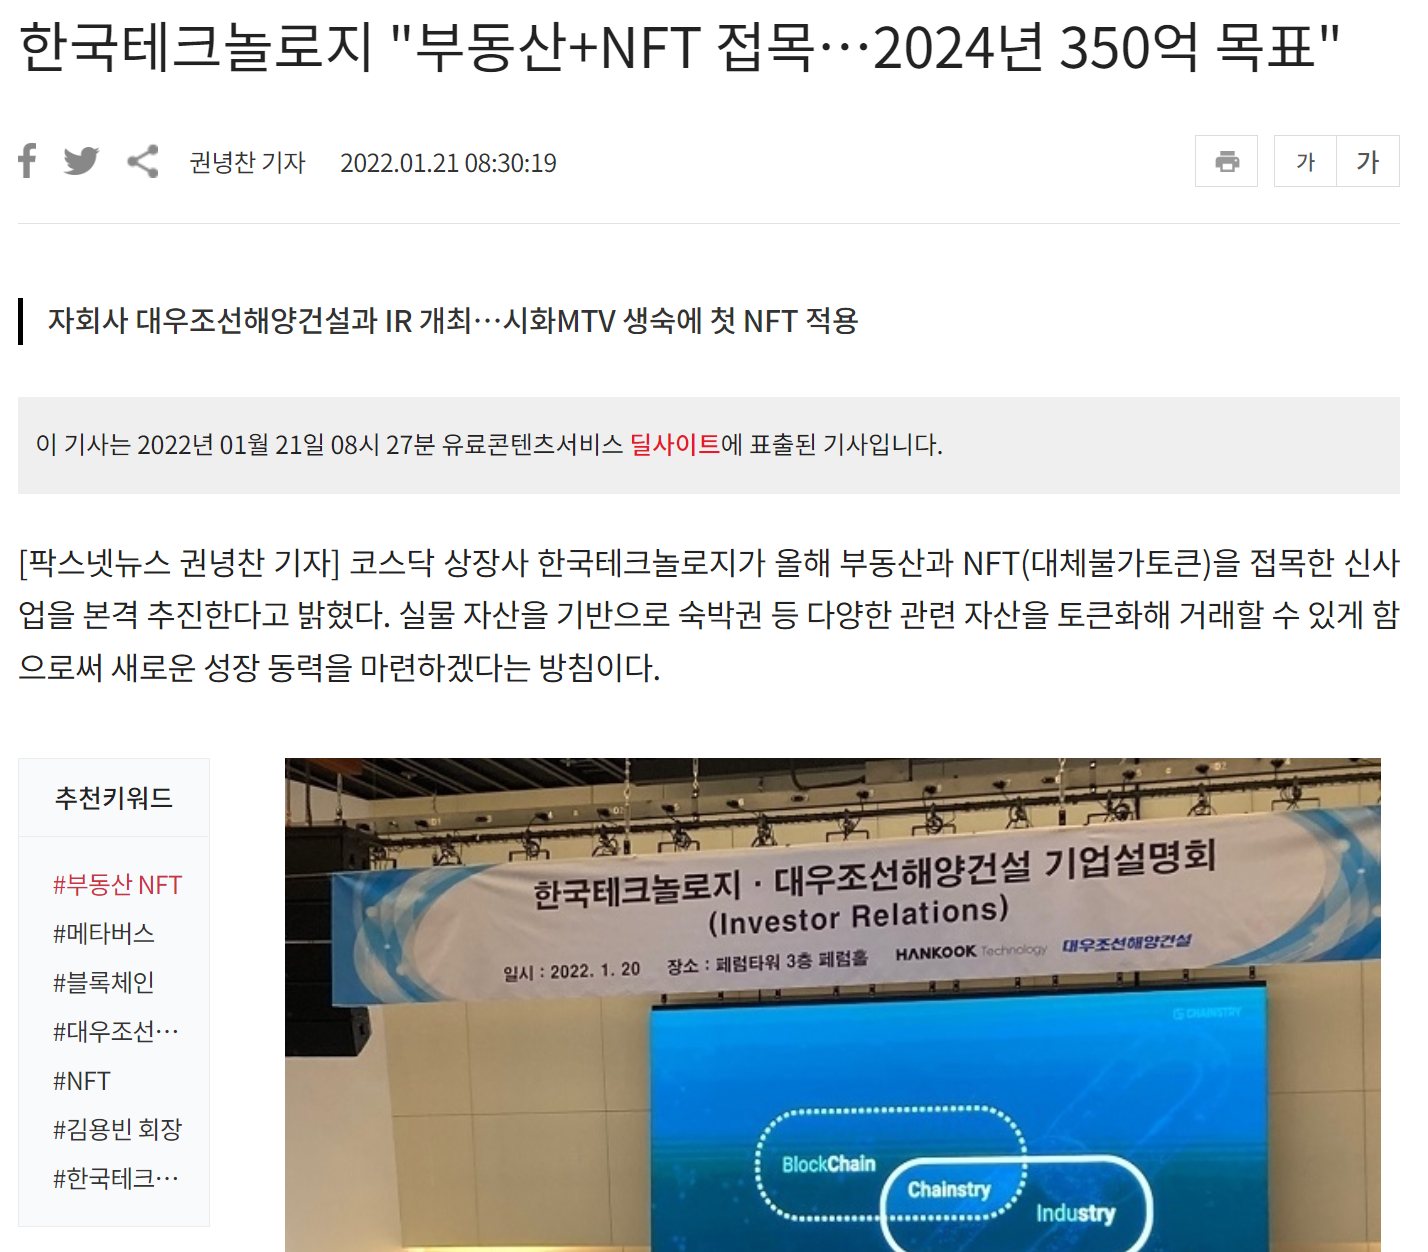 한국테크놀로지 "부동산+NFT 접목…2024년 350억 목표"
권녕찬 기자 2022.01.21 08:30:19
가 가
자회사 대우조선해양건설과 IR 개최…시화MTV 생숙에 첫 NFT 적용
이 기사는 2022년 01월 21일 08시 27분 유료콘텐츠서비스 딜사이트에 표출된 기사입니다.
[팍스넷뉴스 권녕찬 기자] 코스닥 상장사 한국테크놀로지가 올해 부동산과 NFT(대체불가토큰)을 접목한 신사
업을 본격 추진한다고 밝혔다. 실물 자산을 기반으로 숙박권 등 다양한 관련 자산을 토큰화해 거래할 수 있게 함
으로써 새로운 성장 동력을 마련하겠다는 방침이다.
추천키워드
#부동산 NFT
#메타버스
#블록체인
#대우조선…
#NFT
#김용빈 회장
#한국테크…
한국테크놀로지 · 대우조선해양건설 기업설명회
(Investor Relations)
일시 : 2022. 1. 20 장소 : 페럼타워 3층 페럼홀 HANKOOK Technology 대우조선해양건설
CHAINSTRY
BlockChain
Chainstry
Industry